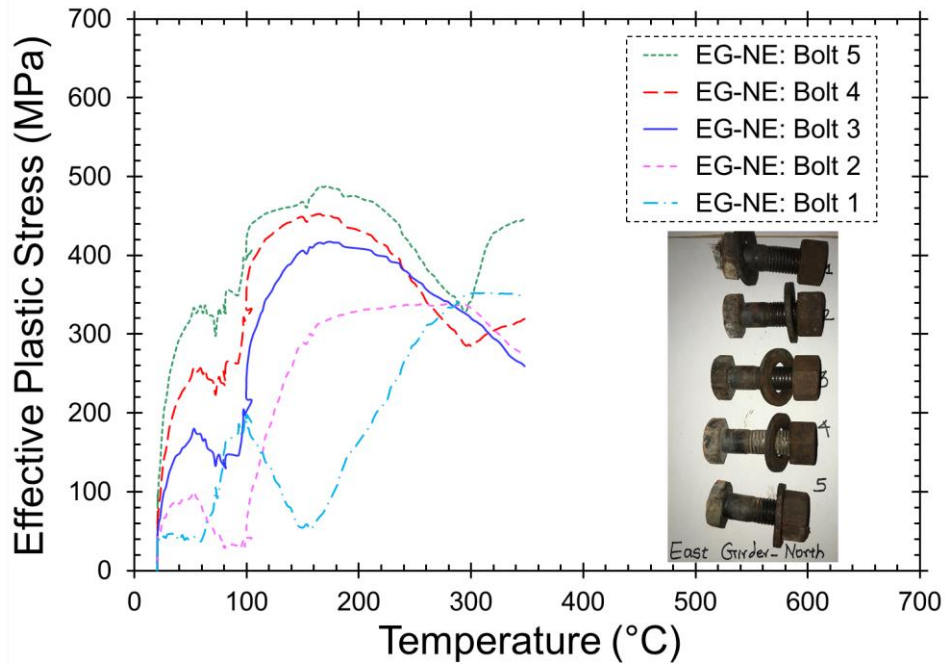 Effective Plastic Stress (MPa)
700
600
500
400
300
200
100
0
0 100 200 300 400 500 600 700
Temperature (°C)
EG-NE: Bolt 5
EG-NE: Bolt 4
EG-NE: Bolt 3
EG-NE: Bolt 2
EG-NE: Bolt 1
1
2
3
4
5
East Girder-North